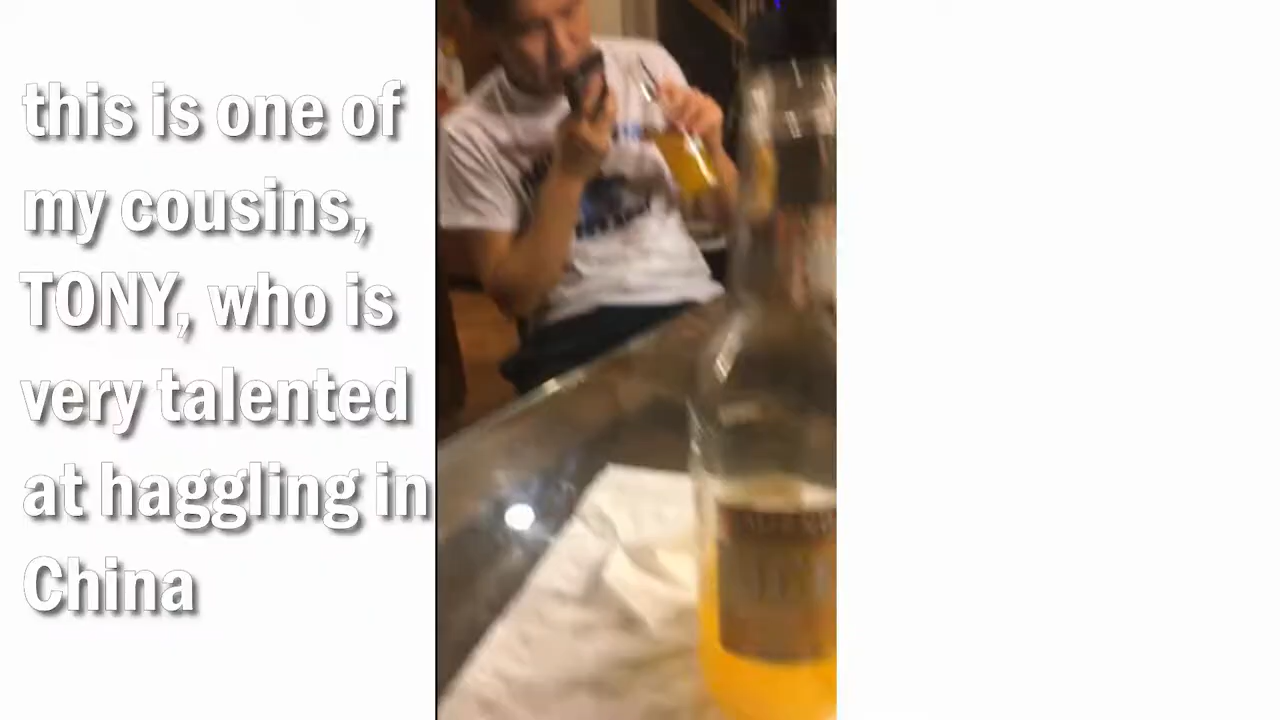 this is one of
my cousins,
TONY, who is
very talented
at haggling in
China